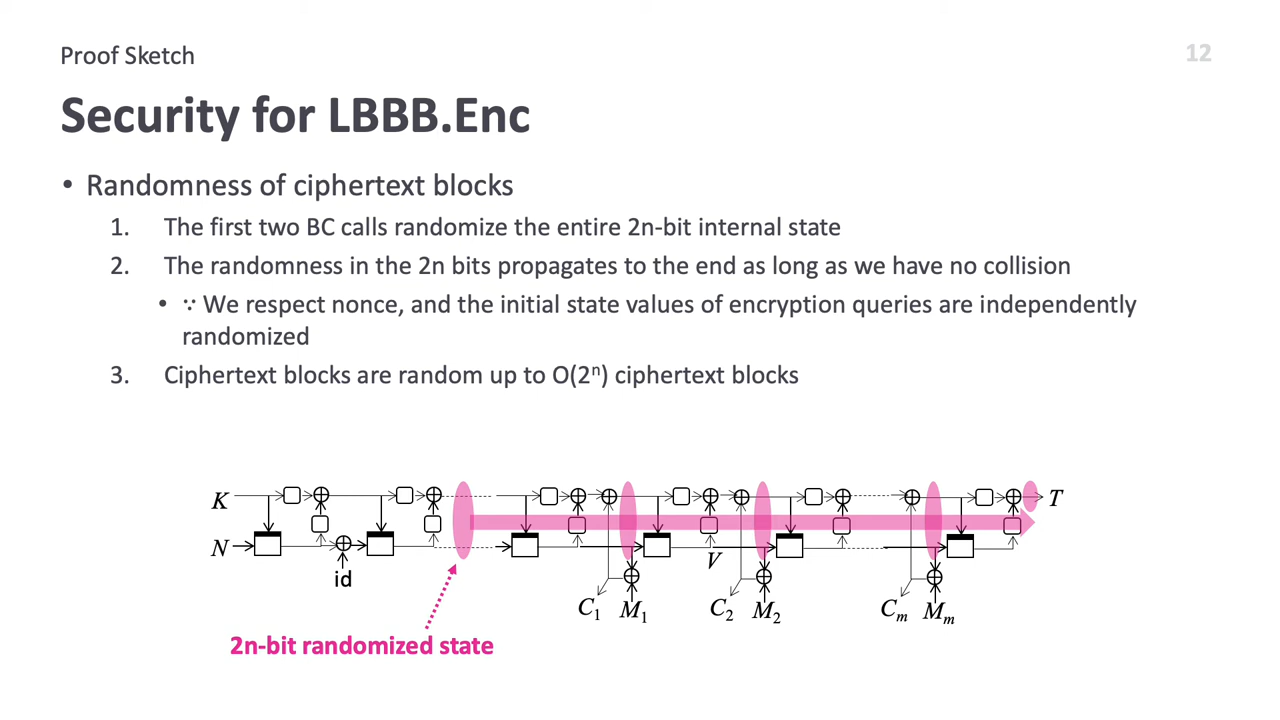 Proof Sketch
12
Security for LBBB.Enc
• Randomness of ciphertext blocks
1. The first two BC calls randomize the entire 2n-bit internal state
2. The randomness in the 2n bits propagates to the end as long as we have no collision
• ∵ We respect nonce, and the initial state values of encryption queries are independently
randomized
3. Ciphertext blocks are random up to O(2ⁿ) ciphertext blocks
K
T
N
V
id
C₁ M₁ C₂ M₂ Cₘ Mₘ
2n-bit randomized state